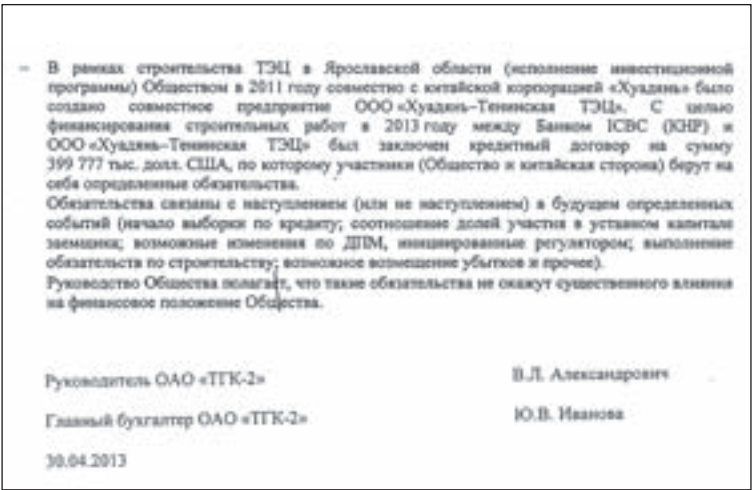 – В рамках строительства ТЭЦ в Ярославской области (исполнение инвестиционной
программы) Обществом в 2011 году совместно с китайской корпорацией «Хуадянь» было
создано совместное предприятие ООО «Хуадянь–Тенинская ТЭЦ». С целью
финансирования строительных работ в 2013 году между Банком ICBC (КНР) и
ООО «Хуадянь–Тенинская ТЭЦ» был заключен кредитный договор на сумму
399 777 тыс. долл. США, по которому участники (Общество и китайская сторона) берут на
себя определенные обязательства.
Обязательства связаны с наступлением (или не наступлением) в будущем определенных
событий (начало выборки по кредиту; соотношение долей участия в уставном капитале
заемщика; возможные изменения по ДПМ, инициированные регулятором; выполнение
обязательств по строительству; возможное возмещение убытков и прочее).
Руководство Общества полагает, что такие обязательства не окажут существенного влияния
на финансовое положение Общества.
Руководитель ОАО «ТГК-2» В.Л. Александрович
Главный бухгалтер ОАО «ТГК-2» Ю.В. Иванова
30.04.2013